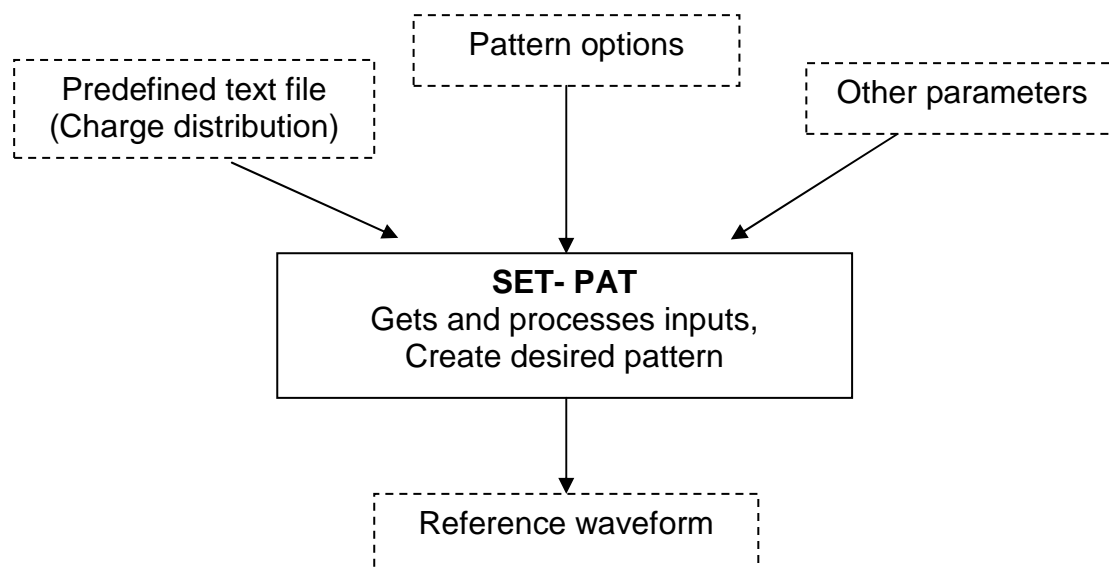 Pattern options
Predefined text file
(Charge distribution)
Other parameters
SET- PAT
Gets and processes inputs,
Create desired pattern
Reference waveform